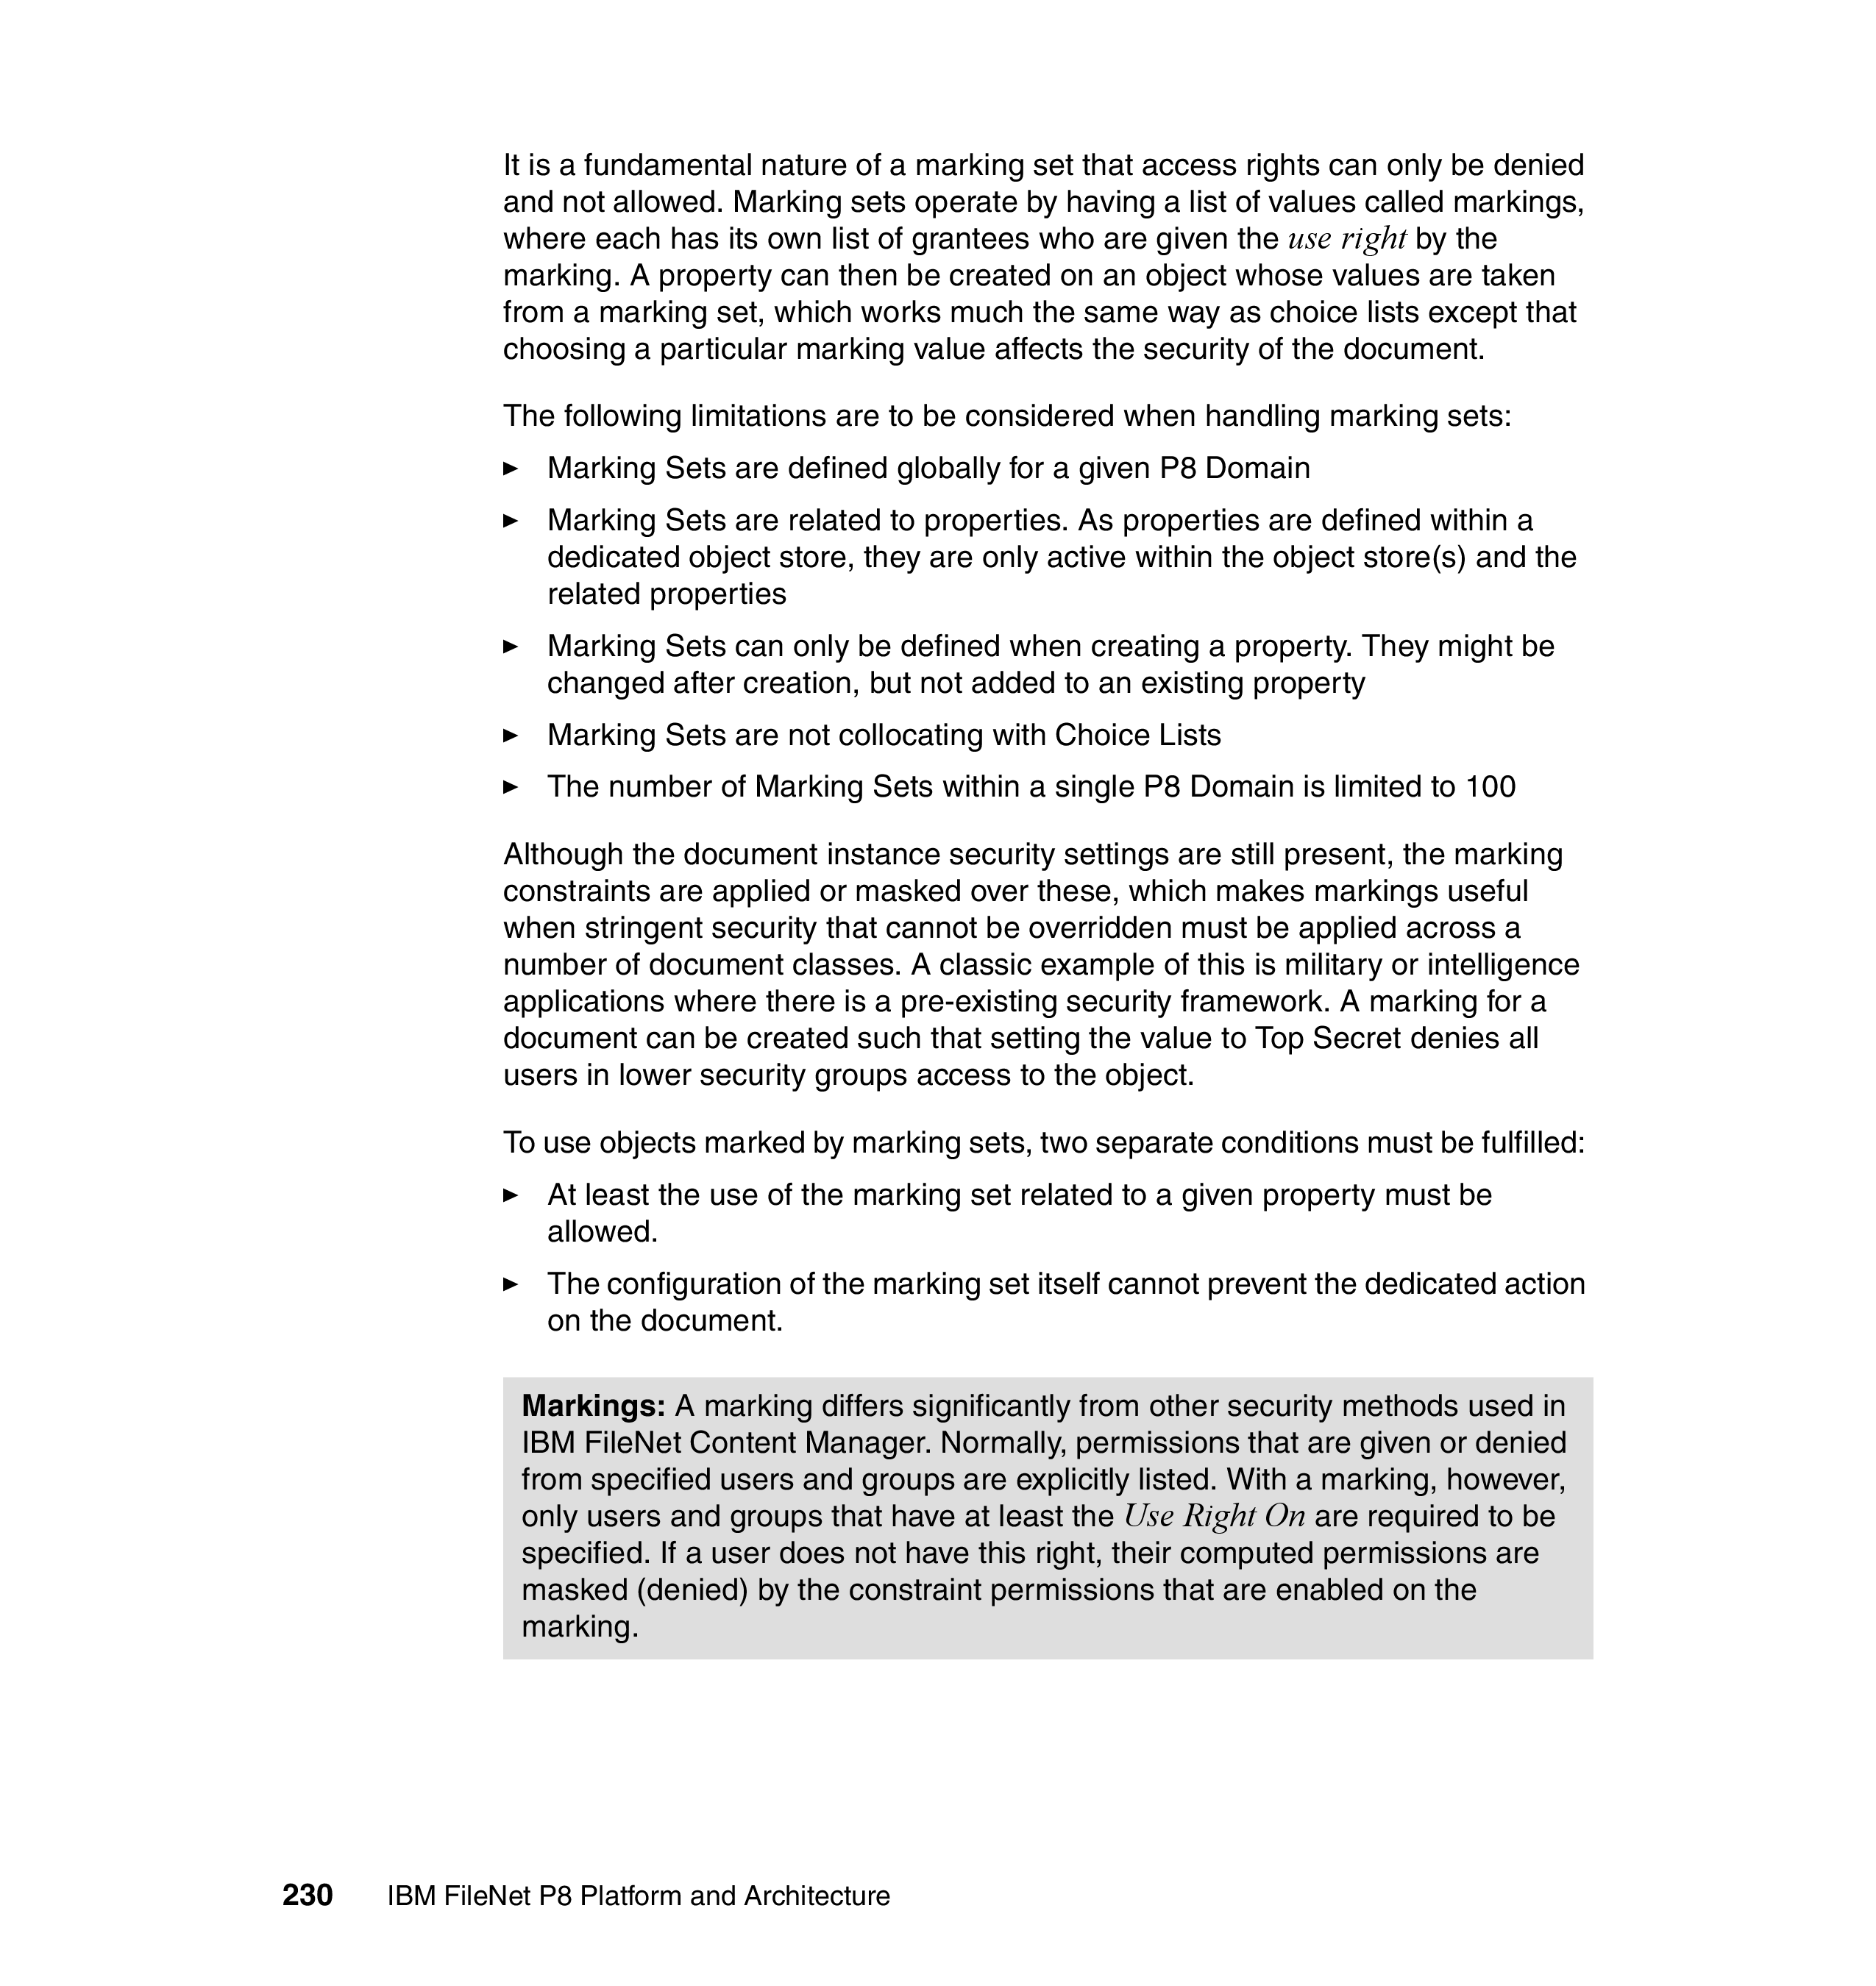 It is a fundamental nature of a marking set that access rights can only be denied
and not allowed. Marking sets operate by having a list of values called markings,
where each has its own list of grantees who are given the use right by the
marking. A property can then be created on an object whose values are taken
from a marking set, which works much the same way as choice lists except that
choosing a particular marking value affects the security of the document.
The following limitations are to be considered when handling marking sets:
► Marking Sets are defined globally for a given P8 Domain
► Marking Sets are related to properties. As properties are defined within a
dedicated object store, they are only active within the object store(s) and the
related properties
► Marking Sets can only be defined when creating a property. They might be
changed after creation, but not added to an existing property
► Marking Sets are not collocating with Choice Lists
► The number of Marking Sets within a single P8 Domain is limited to 100
Although the document instance security settings are still present, the marking
constraints are applied or masked over these, which makes markings useful
when stringent security that cannot be overridden must be applied across a
number of document classes. A classic example of this is military or intelligence
applications where there is a pre-existing security framework. A marking for a
document can be created such that setting the value to Top Secret denies all
users in lower security groups access to the object.
To use objects marked by marking sets, two separate conditions must be fulfilled:
► At least the use of the marking set related to a given property must be
allowed.
► The configuration of the marking set itself cannot prevent the dedicated action
on the document.
Markings: A marking differs significantly from other security methods used in
IBM FileNet Content Manager. Normally, permissions that are given or denied
from specified users and groups are explicitly listed. With a marking, however,
only users and groups that have at least the Use Right On are required to be
specified. If a user does not have this right, their computed permissions are
masked (denied) by the constraint permissions that are enabled on the
marking.
230 IBM FileNet P8 Platform and Architecture